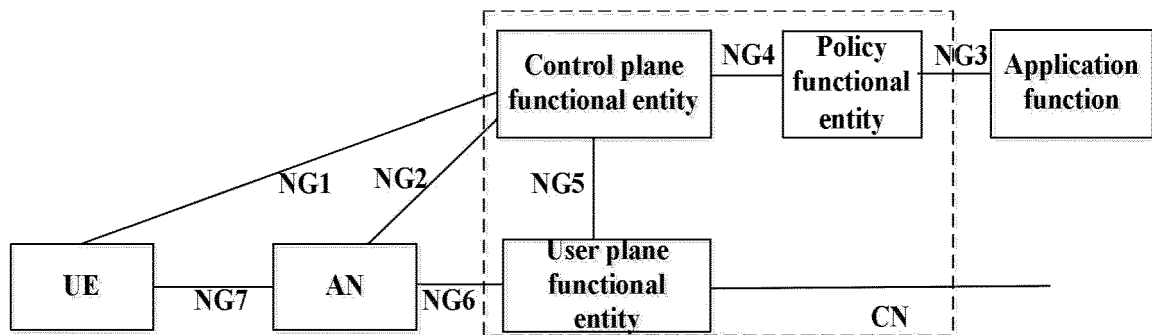 Control plane
functional entity
NG4
Policy
functional
entity
NG3
Application
function
NG1
NG2
NG5
UE
NG7
AN
NG6
User plane
functional
entity
CN